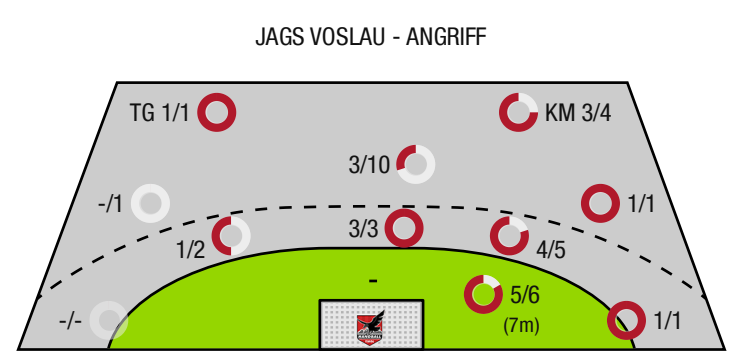 JAGS VOSLAU - ANGRIFF
TG 1/1
KM 3/4
3/10
-/1
1/1
1/2
3/3
4/5
-
5/6
(7m)
-/-
1/1
HANDBALL